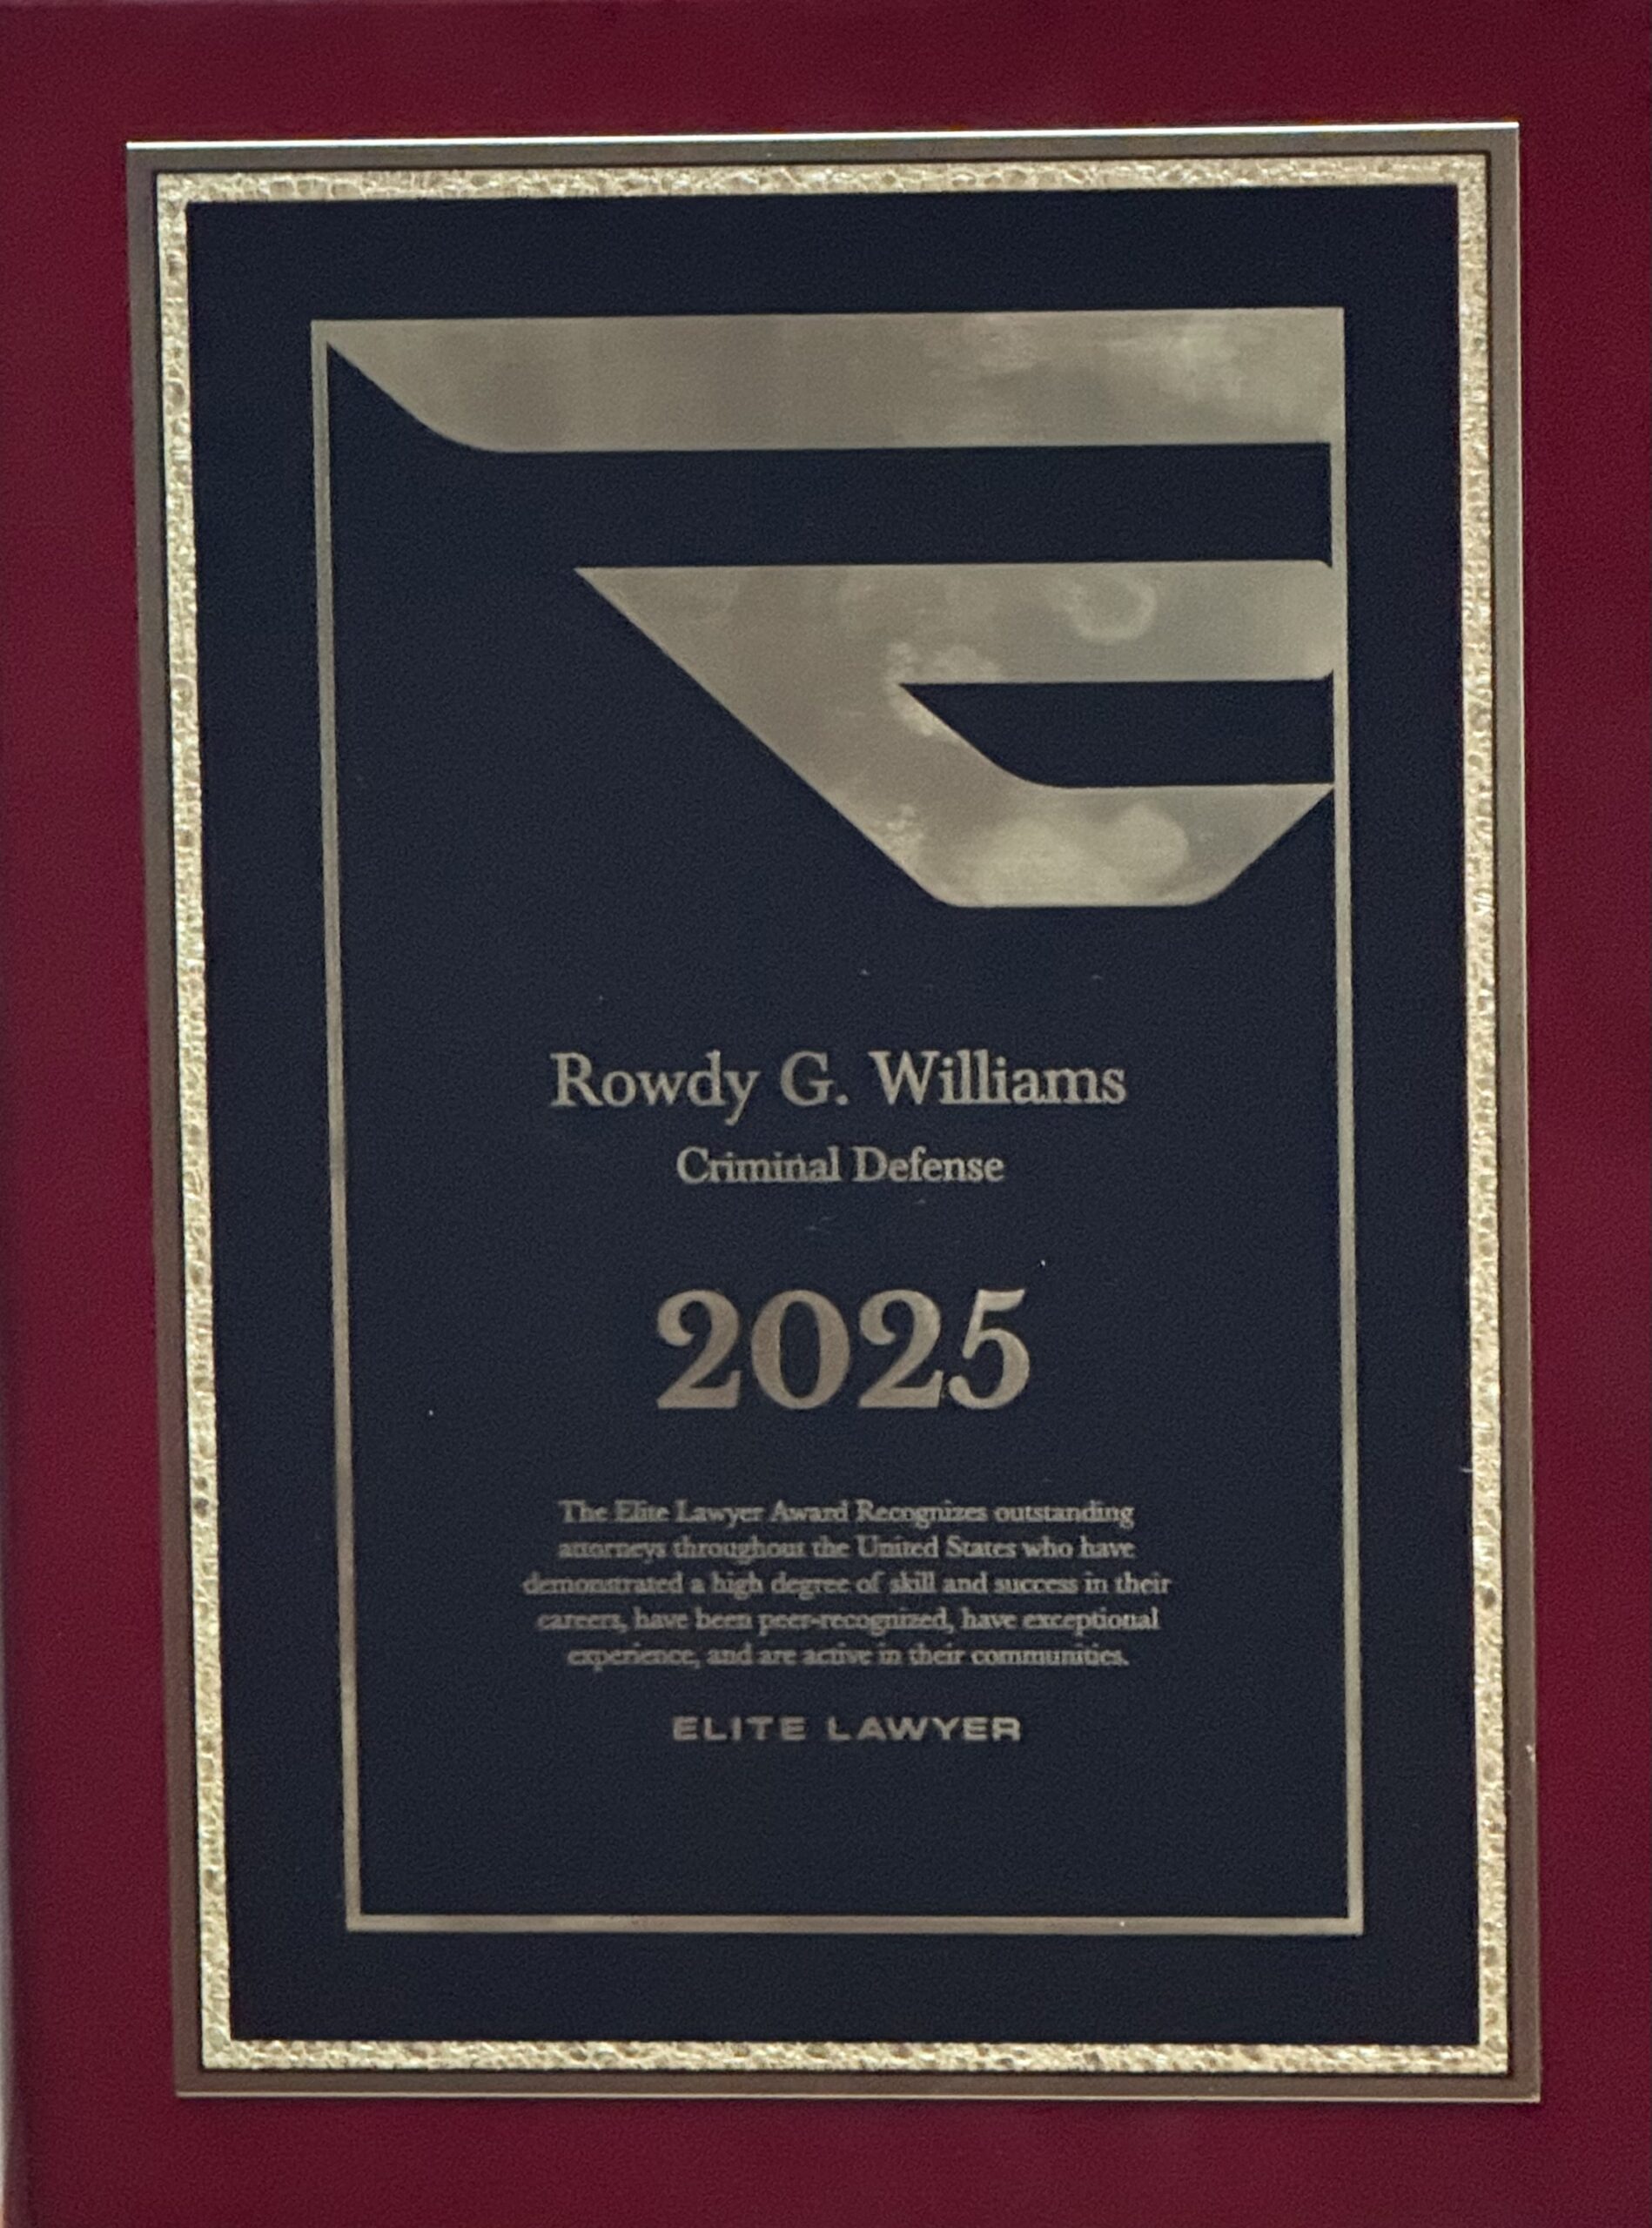 Rowdy G. Williams
Criminal Defense
2025
The Elite Lawyer Award Recognizes outstanding
attorneys throughout the United States who have
demonstrated a high degree of skill and success in their
careers, have been peer-recognized, have exceptional
experience, and are active in their communities.
ELITE LAWYER